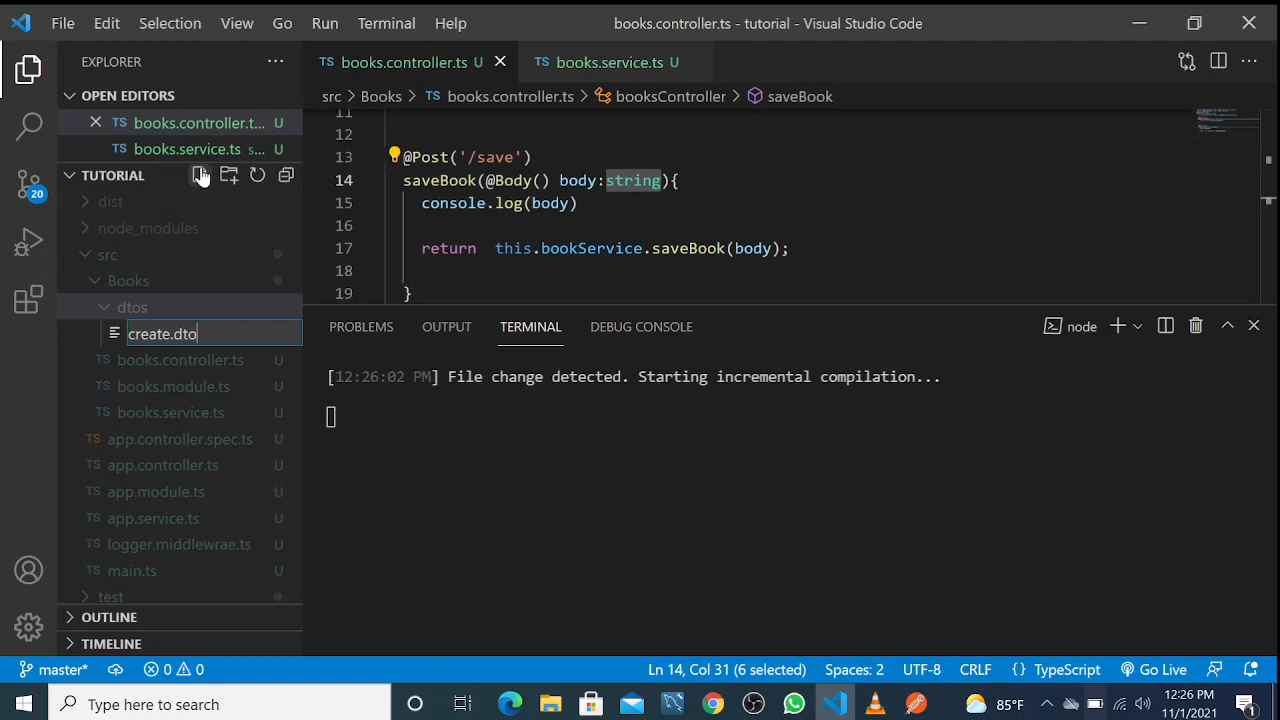 File Edit Selection View Go Run Terminal Help books.controller.ts - tutorial - Visual Studio Code
EXPLORER
TS books.controller.ts U
TS books.service.ts U
OPEN EDITORS
src > Books > TS books.controller.ts > booksController > saveBook
TS books.controller.t... U
TS books.service.ts s... U
TUTORIAL
dist
node_modules
src
Books
dtos
create.dto
TS books.controller.ts U
TS books.module.ts U
TS books.service.ts U
TS app.controller.spec.ts U
TS app.controller.ts U
TS app.module.ts U
TS app.service.ts U
TS logger.middlewrae.ts U
TS main.ts U
test
OUTLINE
TIMELINE
20
11
12
13 @Post('/save')
14 saveBook(@Body() body:string){
15 console.log(body)
16
17 return this.bookService.saveBook(body);
18
19 }
PROBLEMS OUTPUT TERMINAL DEBUG CONSOLE node
[12:26:02 PM] File change detected. Starting incremental compilation...
master* 0 0 Ln 14, Col 31 (6 selected) Spaces: 2 UTF-8 CRLF {} TypeScript Go Live
Type here to search
85°F
12:26 PM
11/1/2021
1